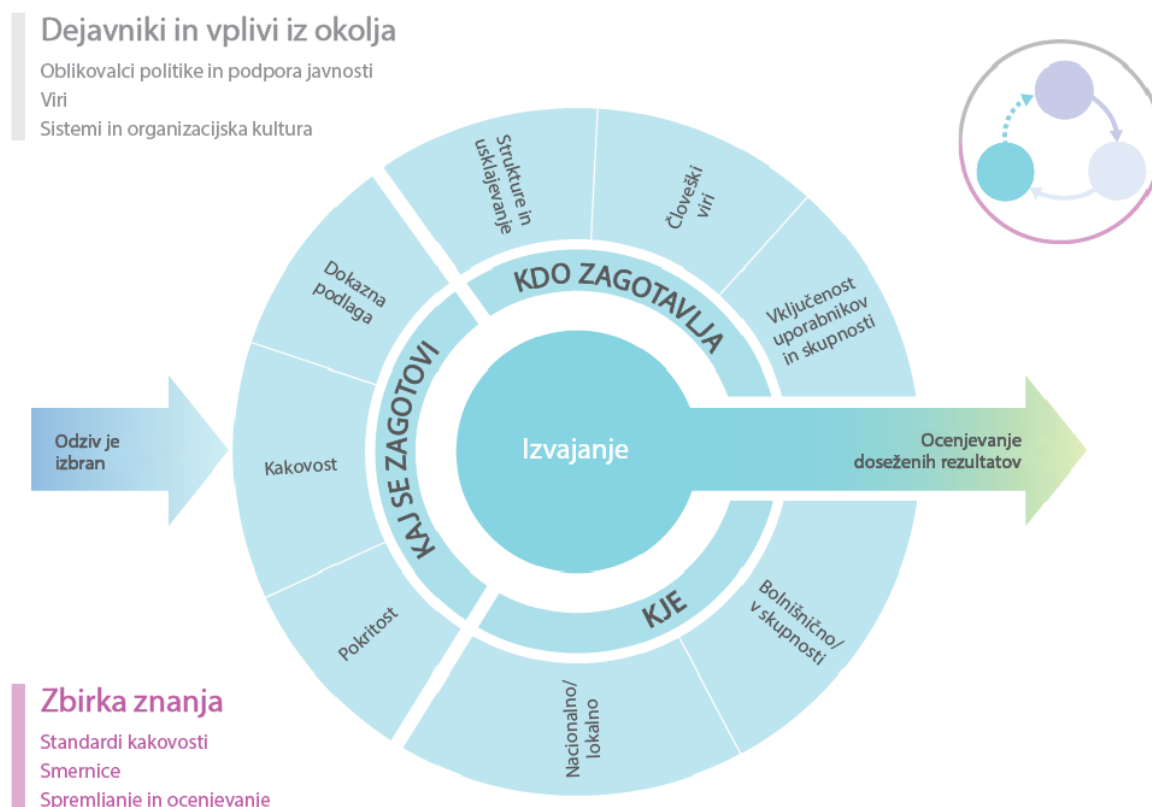 Dejavniki in vplivi iz okolja
Oblikovalci politike in podpora javnosti
Viri
Sistemi in organizacijska kultura
Strukture in
usklajevanje
Človeški
viri
Vključenost
uporabnikov
in skupnosti
Dokazna
podlaga
Kakovost
Pokritost
KDO ZAGOTAVLJA
KAJ SE ZAGOTOVI
KJE
Odziv je
izbran
Izvajanje
Ocenjevanje
doseženih rezultatov
Bolnišnično/
v skupnosti
Nacionalno/
lokalno
Zbirka znanja
Standardi kakovosti
Smernice
Spremljanje in ocenjevanje